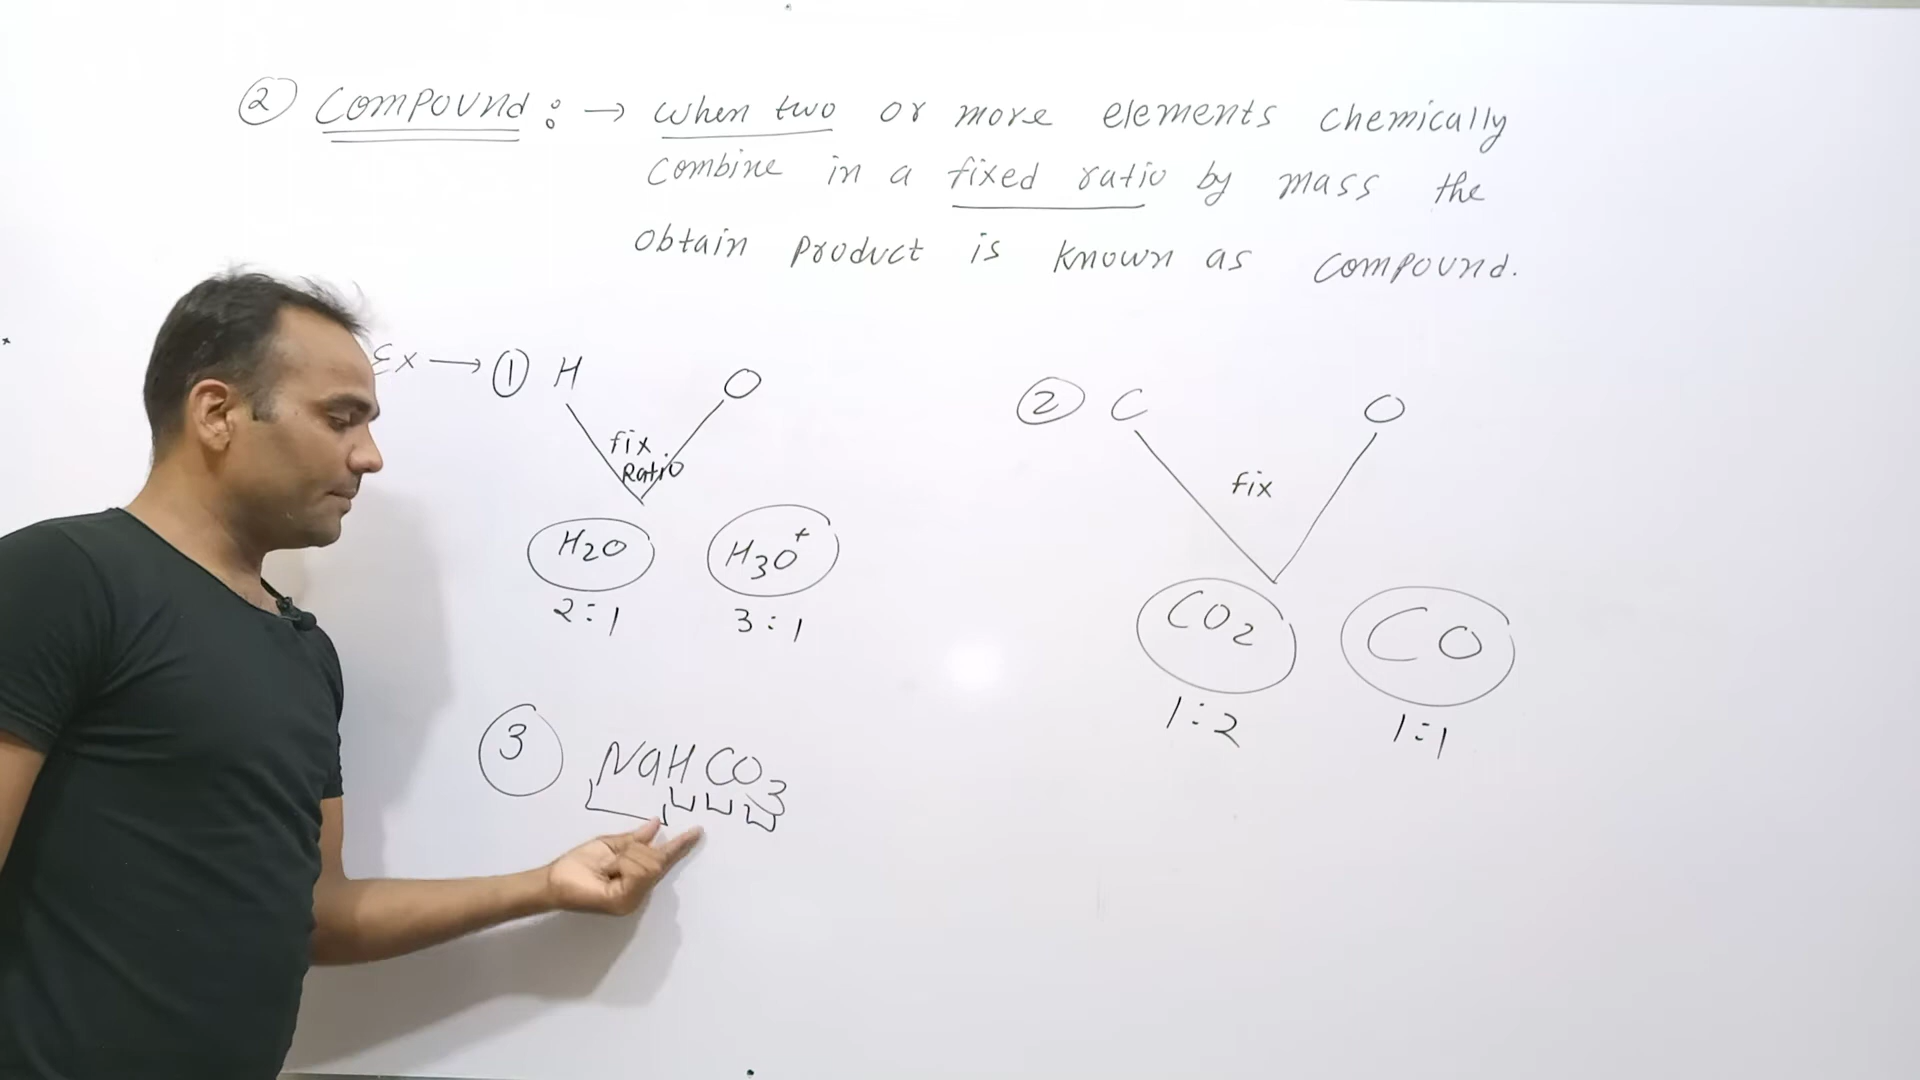 ② Compound : → when two or more elements chemically
combine in a fixed ratio by mass the
obtain product is known as compound.
Ex → ① H O
fix
Ratio
H2O H3O+
2:1 3:1
② C O
fix
CO2 CO
1:2 1:1
③ NaHCO3